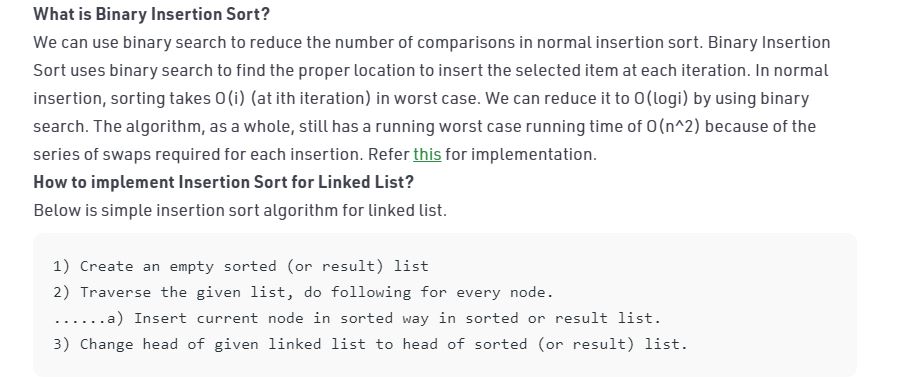 What is Binary Insertion Sort?
We can use binary search to reduce the number of comparisons in normal insertion sort. Binary Insertion
Sort uses binary search to find the proper location to insert the selected item at each iteration. In normal
insertion, sorting takes O(i) (at ith iteration) in worst case. We can reduce it to O(logi) by using binary
search. The algorithm, as a whole, still has a running worst case running time of O(n^2) because of the
series of swaps required for each insertion. Refer this for implementation.
How to implement Insertion Sort for Linked List?
Below is simple insertion sort algorithm for linked list.
1) Create an empty sorted (or result) list
2) Traverse the given list, do following for every node.
......a) Insert current node in sorted way in sorted or result list.
3) Change head of given linked list to head of sorted (or result) list.